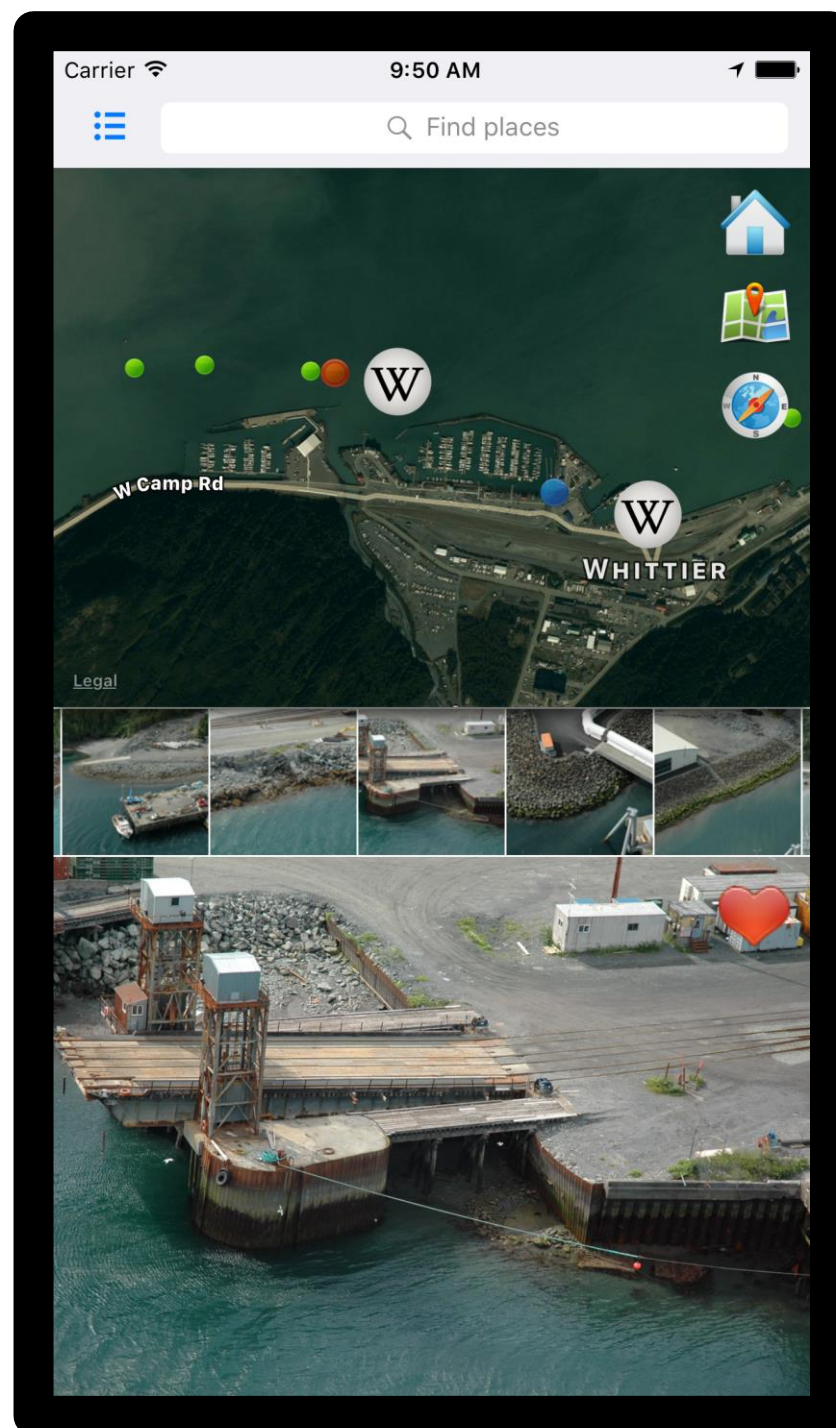 Carrier
9:50 AM
Find places
W
N
W
E
S
W Camp Rd
W
WHITTIER
Legal